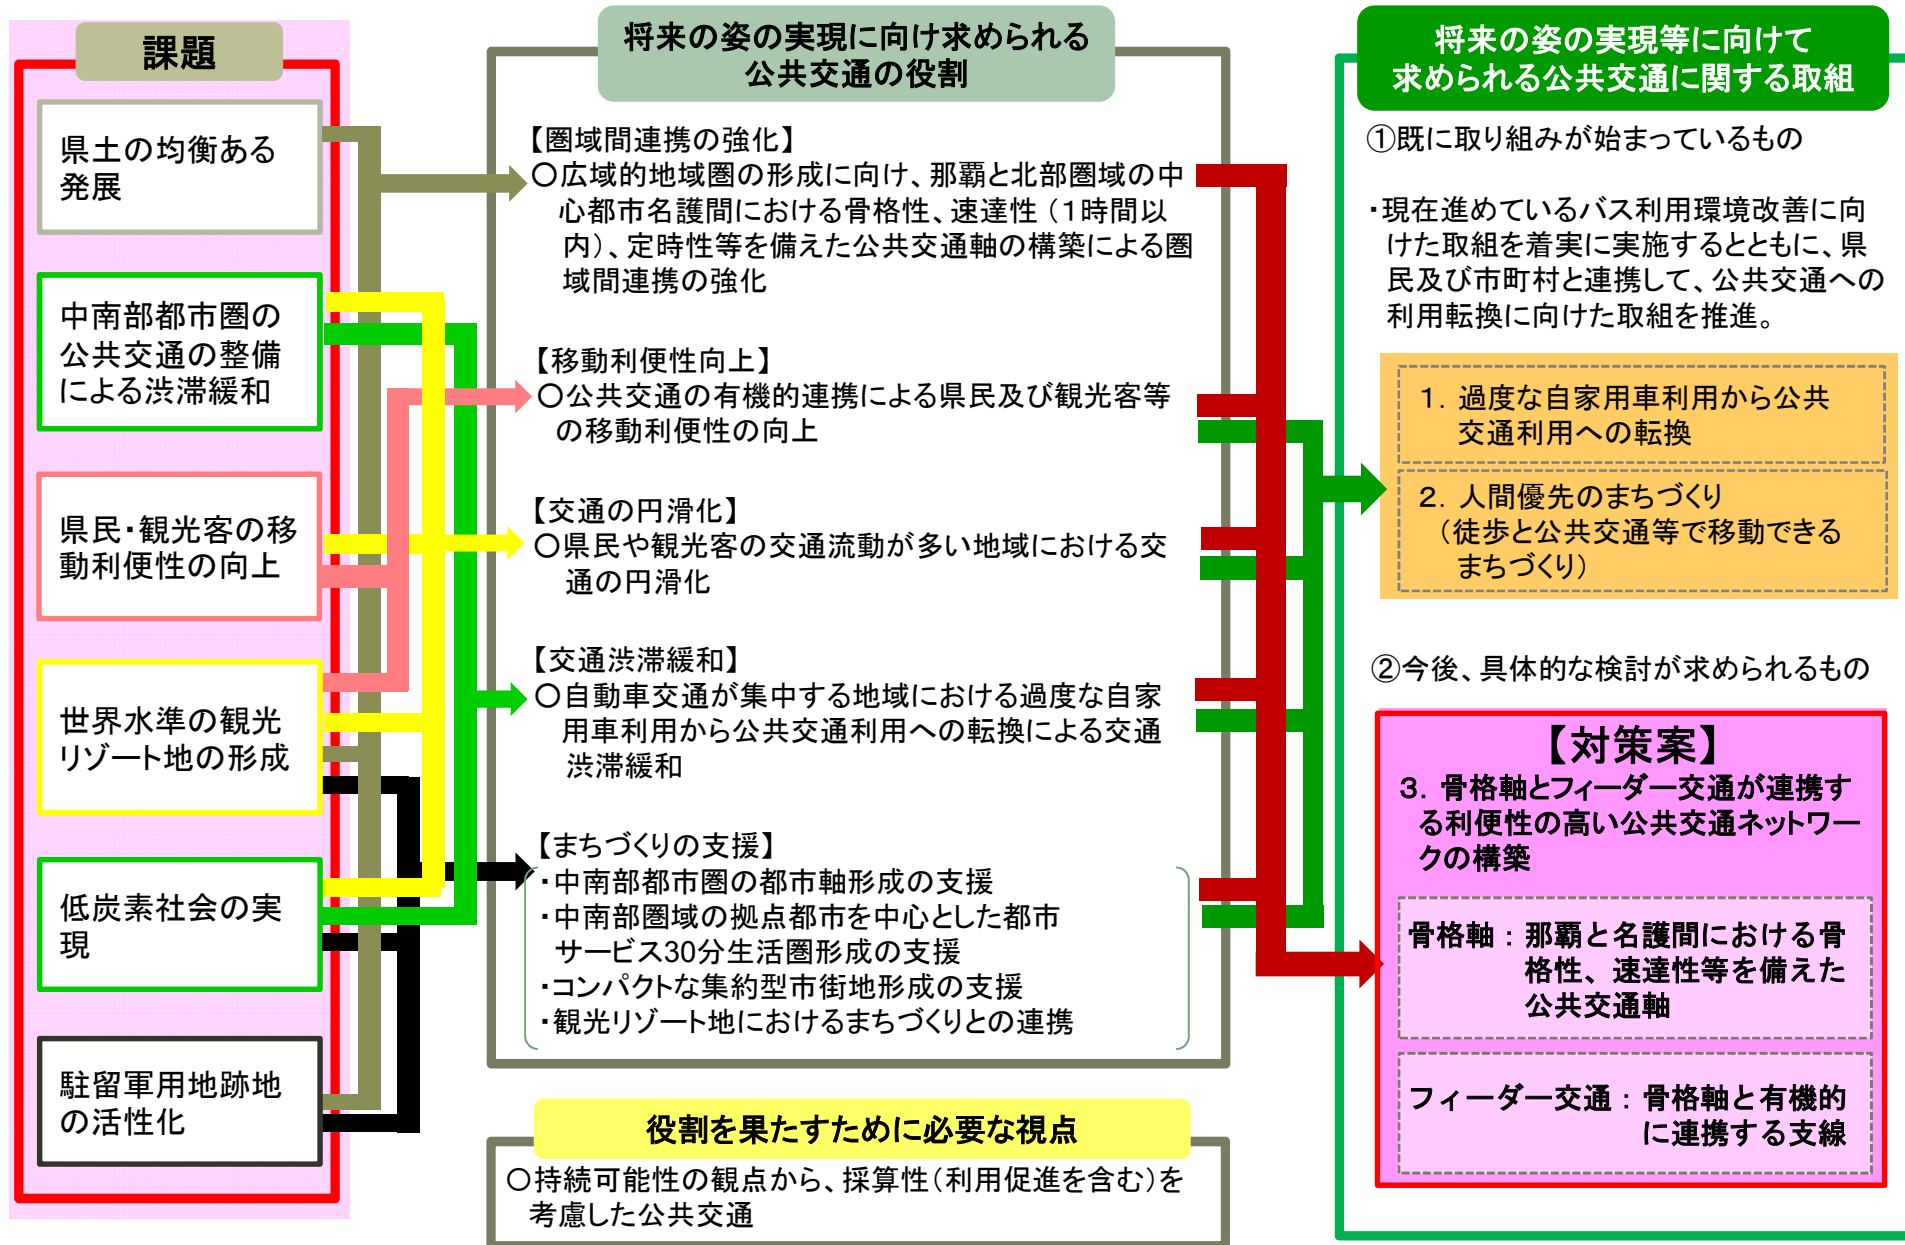 課題
県土の均衡ある
発展
中南部都市圏の
公共交通の整備
による渋滞緩和
県民・観光客の移
動利便性の向上
世界水準の観光
リゾート地の形成
低炭素社会の実
現
駐留軍用地跡地
の活性化
将来の姿の実現に向け求められる
公共交通の役割
【圏域間連携の強化】
○広域的地域圏の形成に向け、那覇と北部圏域の中
心都市名護間における骨格性、速達性（1時間以
内）、定時性等を備えた公共交通軸の構築による圏
域間連携の強化
【移動利便性向上】
○公共交通の有機的連携による県民及び観光客等
の移動利便性の向上
【交通の円滑化】
○県民や観光客の交通流動が多い地域における交
通の円滑化
【交通渋滞緩和】
○自動車交通が集中する地域における過度な自家
用車利用から公共交通利用への転換による交通
渋滞緩和
【まちづくりの支援】
・中南部都市圏の都市軸形成の支援
・中南部圏域の拠点都市を中心とした都市
サービス30分生活圏形成の支援
・コンパクトな集約型市街地形成の支援
・観光リゾート地におけるまちづくりとの連携
役割を果たすために必要な視点
○持続可能性の観点から、採算性（利用促進を含む）を
考慮した公共交通
将来の姿の実現等に向けて
求められる公共交通に関する取組
①既に取り組みが始まっているもの
・現在進めているバス利用環境改善に向
けた取組を着実に実施するとともに、県
民及び市町村と連携して、公共交通への
利用転換に向けた取組を推進。
1．過度な自家用車利用から公共
交通利用への転換
2．人間優先のまちづくり
（徒歩と公共交通等で移動できる
まちづくり）
②今後、具体的な検討が求められるもの
【対策案】
3．骨格軸とフィーダー交通が連携す
る利便性の高い公共交通ネットワー
クの構築
骨格軸：那覇と名護間における骨
格性、速達性等を備えた
公共交通軸
フィーダー交通：骨格軸と有機的
に連携する支線